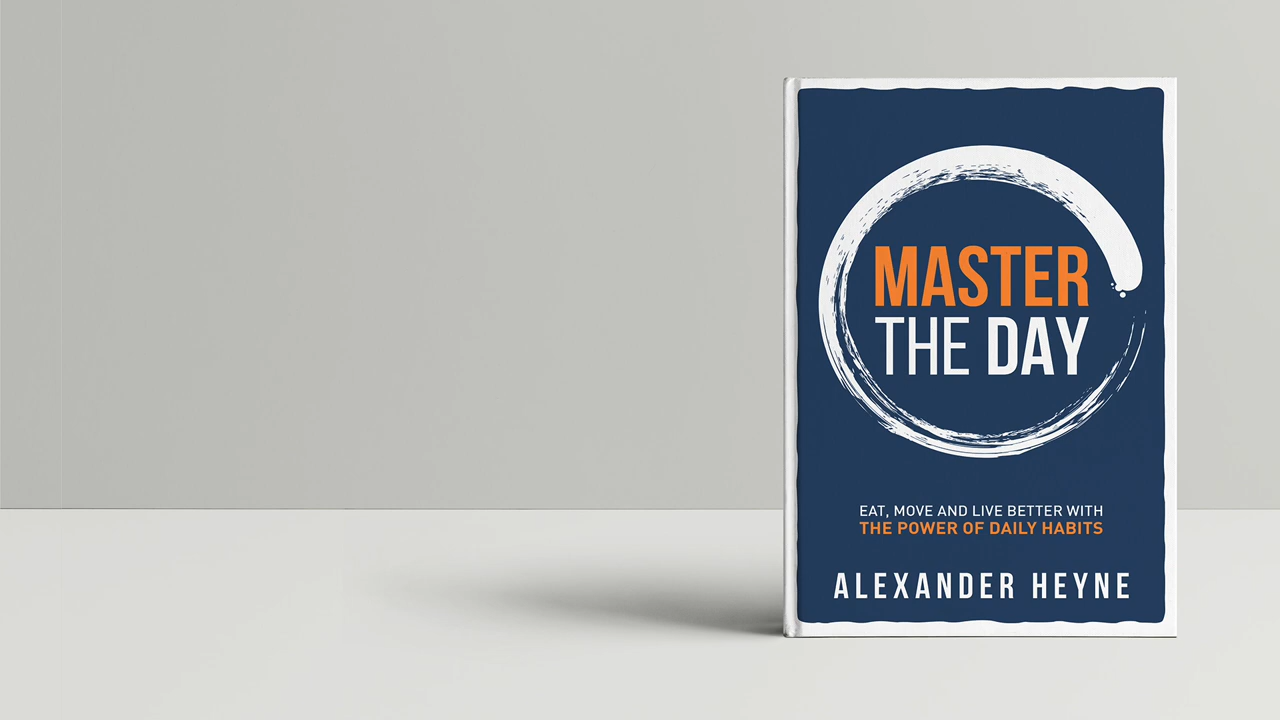 MASTER
THE DAY
EAT, MOVE AND LIVE BETTER WITH
THE POWER OF DAILY HABITS
ALEXANDER HEYNE